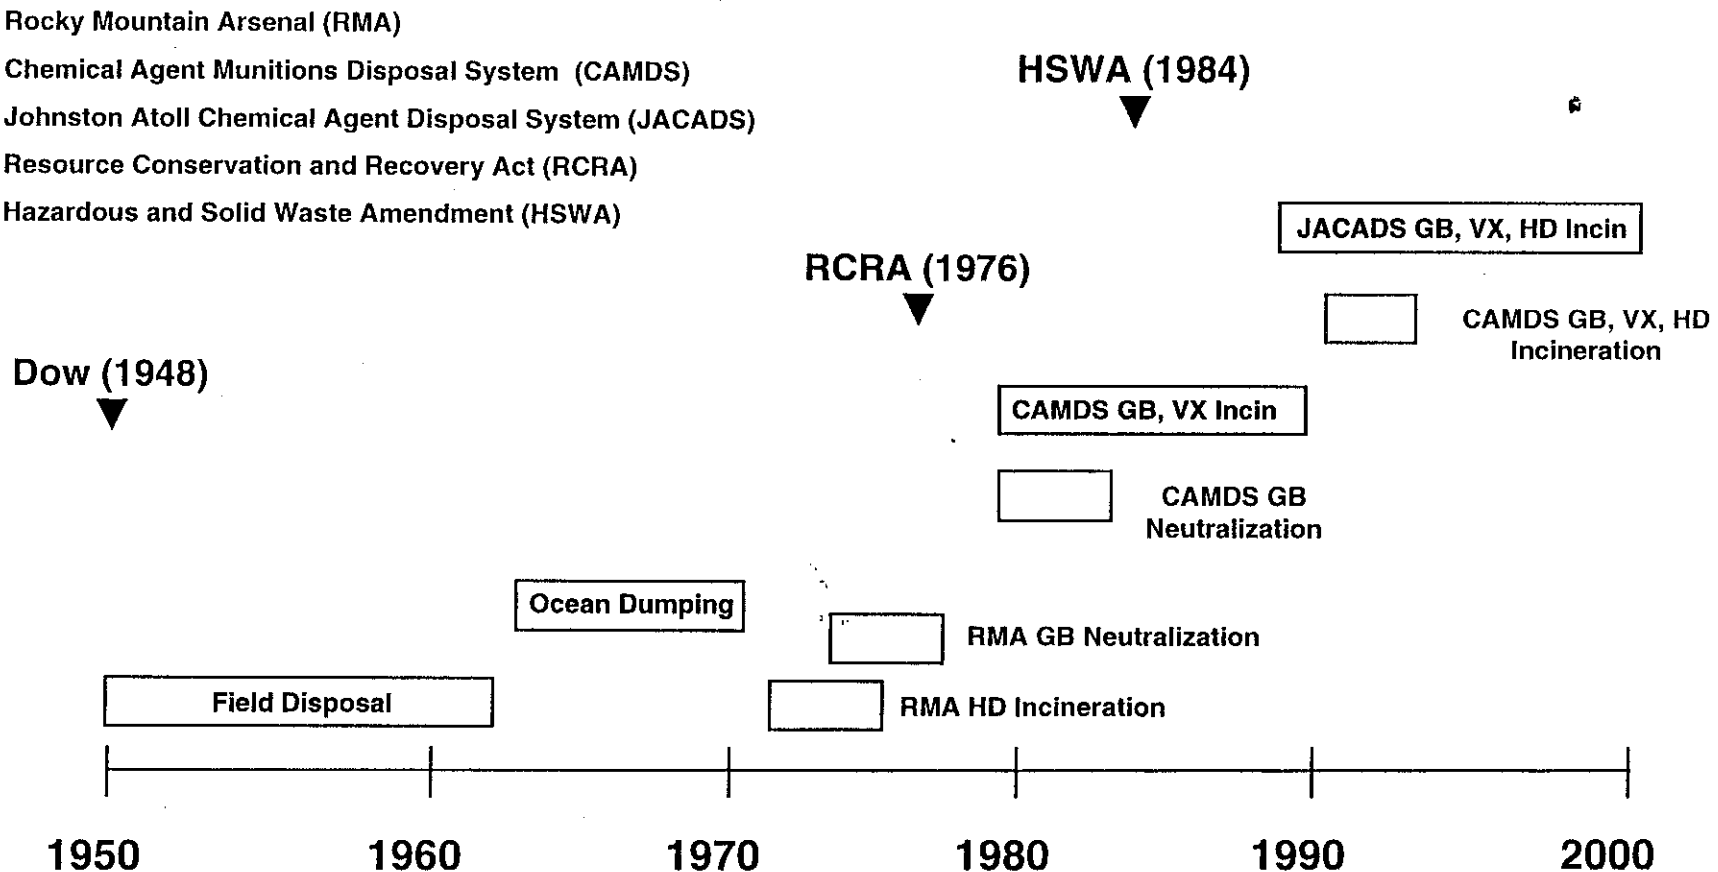 Rocky Mountain Arsenal (RMA)
Chemical Agent Munitions Disposal System (CAMDS)
Johnston Atoll Chemical Agent Disposal System (JACADS)
Resource Conservation and Recovery Act (RCRA)
Hazardous and Solid Waste Amendment (HSWA)
HSWA (1984)
JACADS GB, VX, HD Incin
RCRA (1976)
CAMDS GB, VX, HD
Incineration
Dow (1948)
CAMDS GB, VX Incin
CAMDS GB
Neutralization
Ocean Dumping
RMA GB Neutralization
Field Disposal
RMA HD Incineration
1950 1960 1970 1980 1990 2000